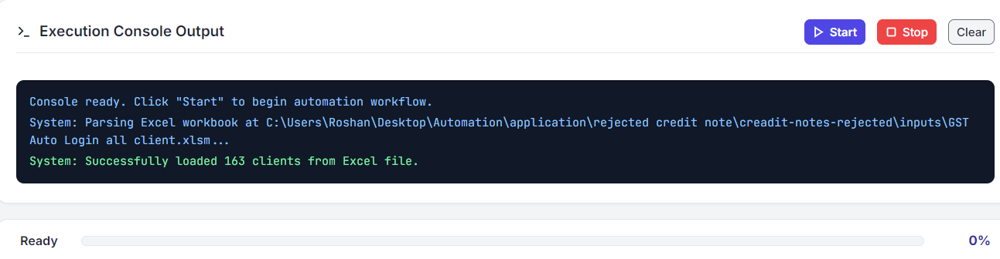 Execution Console Output
Start
Stop
Clear
Console ready. Click "Start" to begin automation workflow.
System: Parsing Excel workbook at C:\Users\Roshan\Desktop\Automation\application\rejected credit note\creadit-notes-rejected\inputs\GST
Auto Login all client.xlsm...
System: Successfully loaded 163 clients from Excel file.
Ready
0%